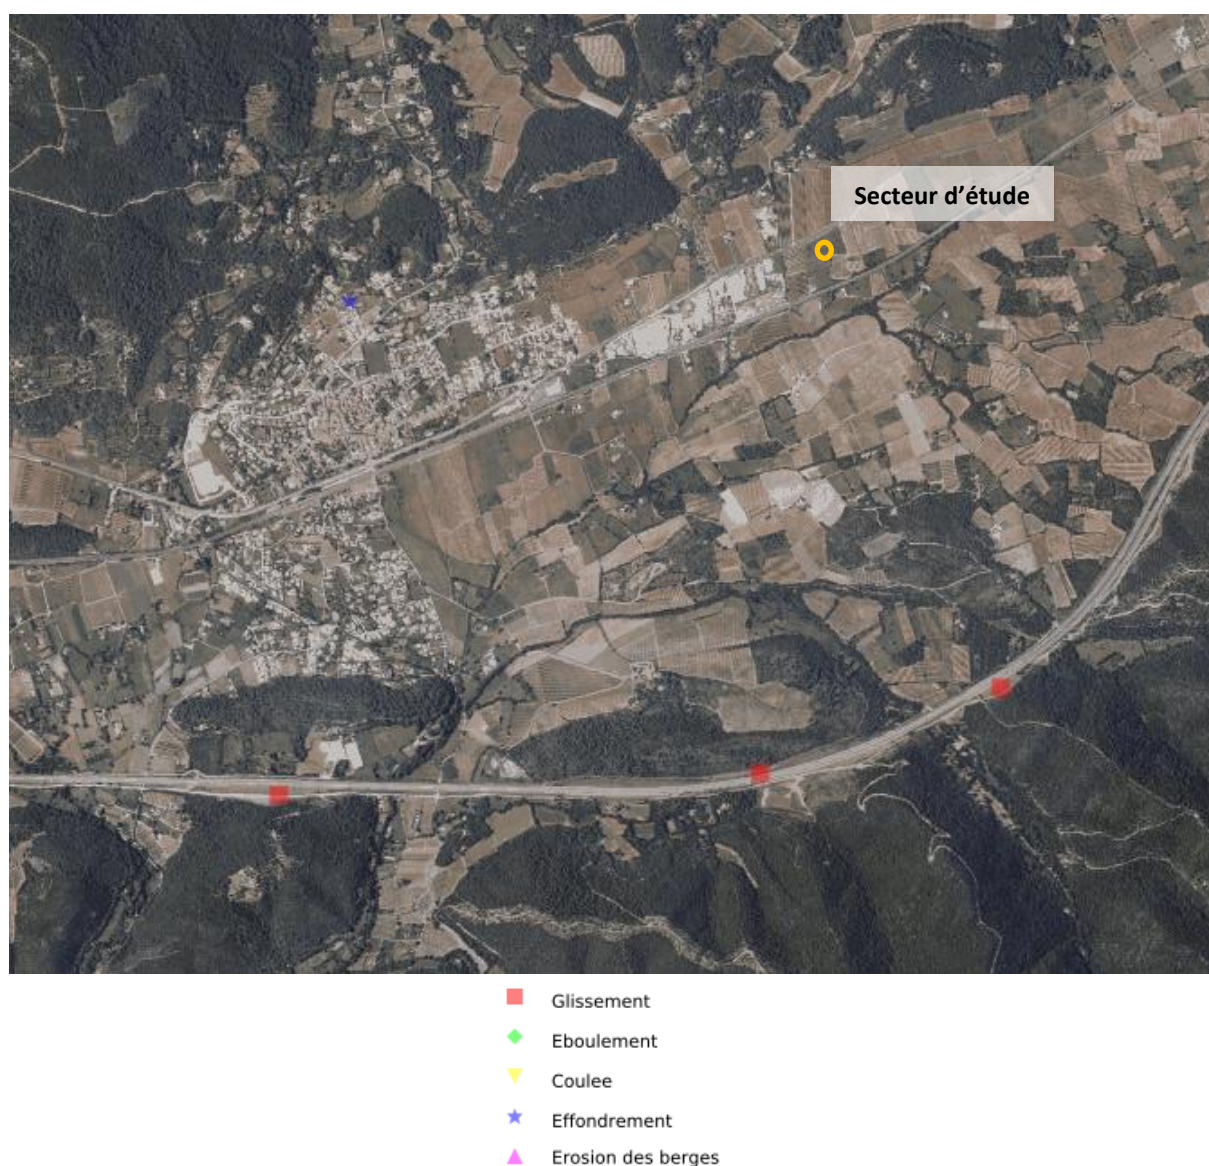 Secteur d’étude
Glissement
Eboulement
Coulee
Effondrement
Erosion des berges